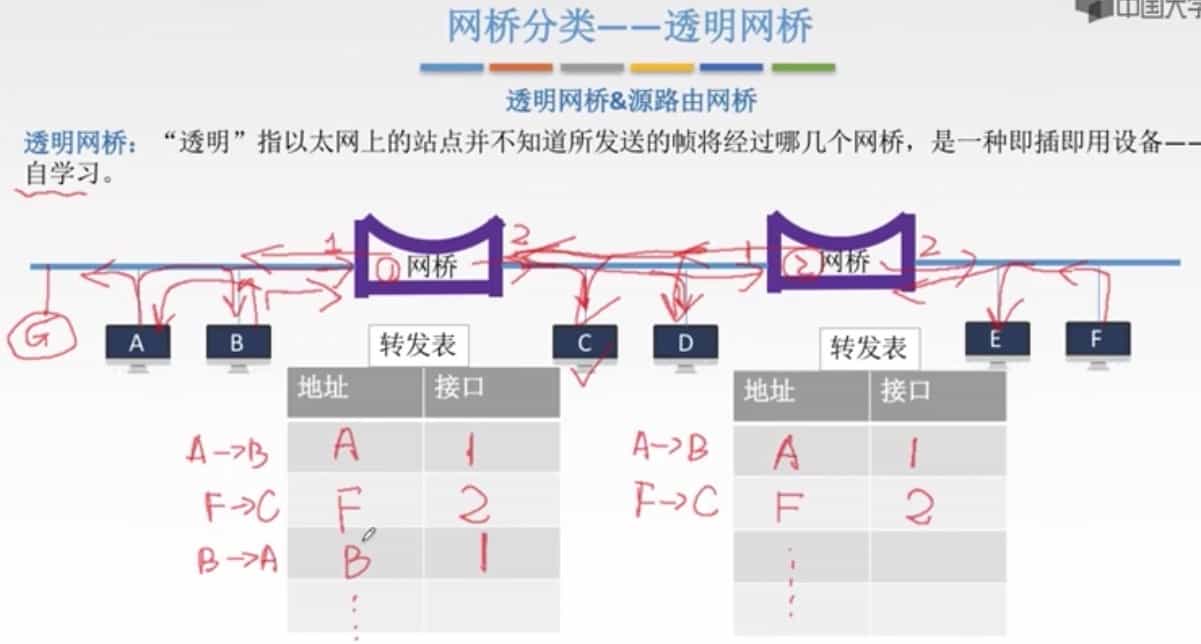 中国大学
网桥分类——透明网桥
透明网桥&源路由网桥
透明网桥：“透明”指以太网上的站点并不知道所发送的帧将经过哪几个网桥，是一种即插即用设备——
自学习。
1 ① 网桥 2 1 ② 网桥 2
G A B 转发表 C D 转发表 E F
地址 接口 地址 接口
A→B A 1 A→B A 1
F→C F 2 F→C F 2
B→A B 1